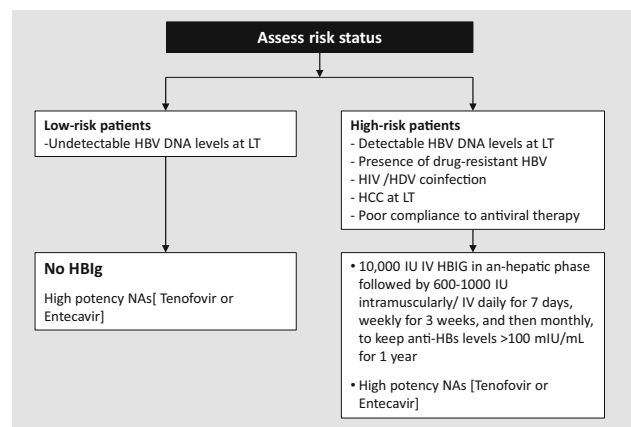 Assess risk status
Low-risk patients
-Undetectable HBV DNA levels at LT
High-risk patients
- Detectable HBV DNA levels at LT
- Presence of drug-resistant HBV
- HIV /HDV coinfection
- HCC at LT
- Poor compliance to antiviral therapy
No HBIg
High potency NAs[ Tenofovir or
Entecavir]
• 10,000 IU IV HBIG in an-hepatic phase
followed by 600-1000 IU
intramuscularly/ IV daily for 7 days,
weekly for 3 weeks, and then monthly,
to keep anti-HBs levels >100 mIU/mL
for 1 year
• High potency NAs [Tenofovir or
Entecavir]